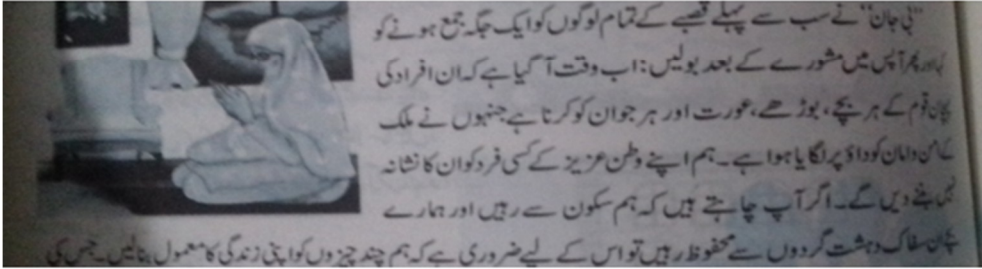 ”بی جان“ نے سب سے پہلے قصبے کے تمام لوگوں کو ایک جگہ جمع ہونے کو
کہا اور پھر آپس میں مشورے کے بعد بولیں : اب وقت آ گیا ہے کہ ان افراد کی
پہچان قوم کے ہر بچے ، بوڑھے ، عورت اور ہر جوان کو کرنا ہے جنہوں نے ملک
کے امن و امان کو داؤ پر لگایا ہوا ہے۔ ہم اپنے وطن عزیز کے کسی فرد کو ان کا نشانہ
نہیں بننے دیں گے۔ اگر آپ چاہتے ہیں کہ ہم سکون سے رہیں اور ہمارے
سفاک دہشت گردوں سے محفوظ رہیں تو اس کے لیے ضروری ہے کہ ہم چند چیزوں کو اپنی زندگی کا معمول بنالیں۔ جس کی